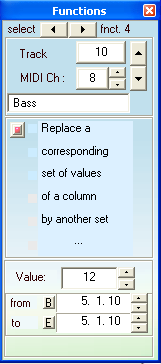 Functions
select fnct. 4
Track 10
MIDI Ch : 8
Bass
Replace a
corresponding
set of values
of a column
by another set
...
Value: 12
from B 5. 1. 10
to E 5. 1. 10